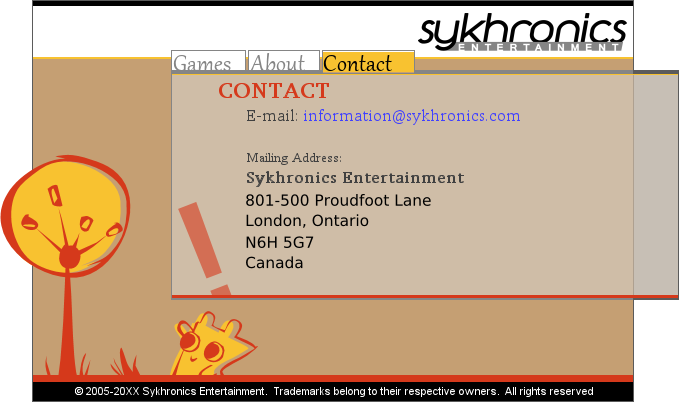 sykhronics
ENTERTAINMENT
Games About Contact
CONTACT
E-mail: information@sykhronics.com
Mailing Address:
Sykhronics Entertainment
801-500 Proudfoot Lane
London, Ontario
N6H 5G7
Canada
© 2005-20XX Sykhronics Entertainment. Trademarks belong to their respective owners. All rights reserved